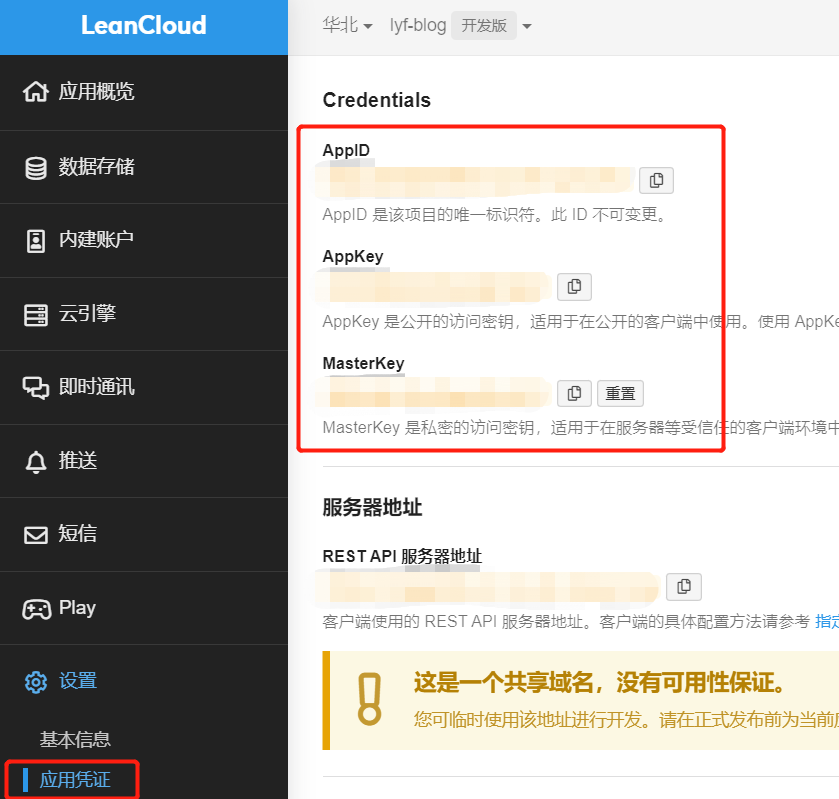 LeanCloud
华北 lyf-blog 开发版
应用概览
数据存储
内建账户
云引擎
即时通讯
推送
短信
Play
设置
基本信息
应用凭证
Credentials
AppID
AppID 是该项目的唯一标识符。此 ID 不可变更。
AppKey
AppKey 是公开的访问密钥，适用于在公开的客户端中使用。使用 AppKe
MasterKey
重置
MasterKey 是私密的访问密钥，适用于在服务器等受信任的客户端环境中
服务器地址
REST API 服务器地址
客户端使用的 REST API 服务器地址。客户端的具体配置方法请参考 指定
这是一个共享域名，没有可用性保证。
您可临时使用该地址进行开发。请在正式发布前为当前应